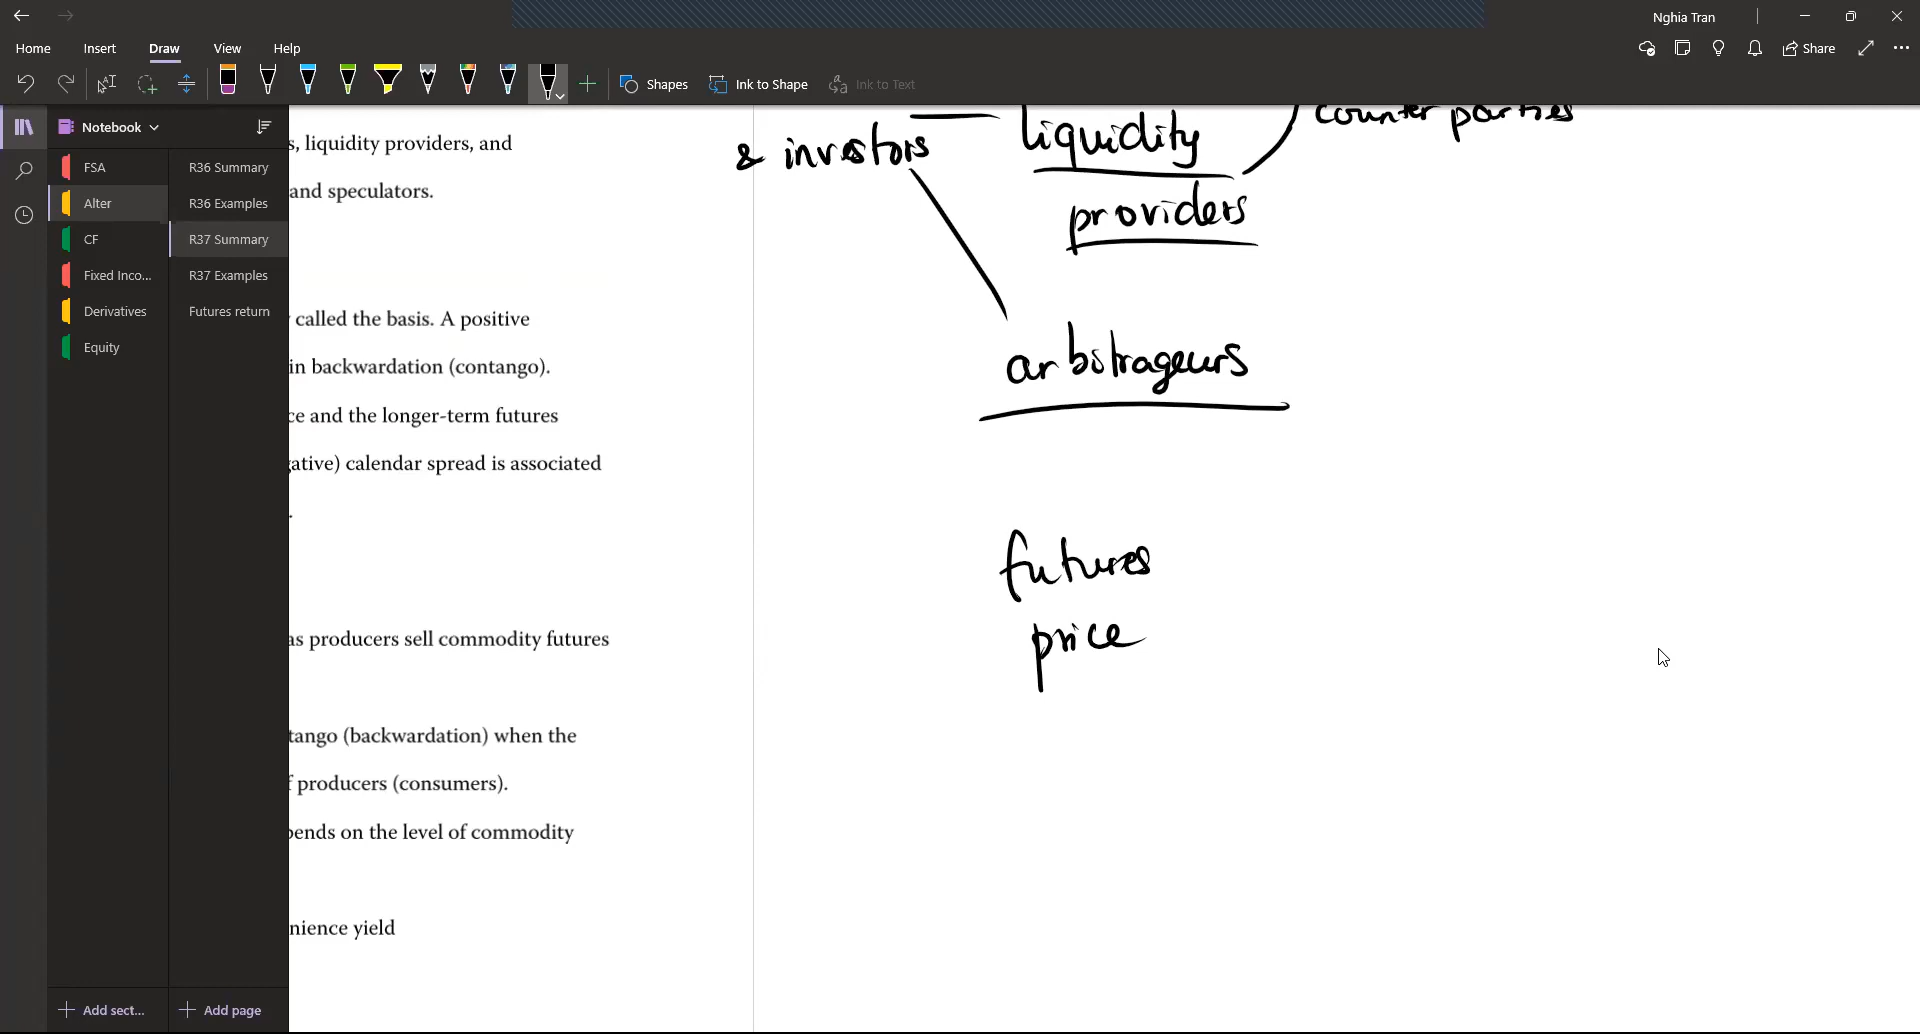 Nghia Tran
Home Insert Draw View Help
Share
Shapes
Ink to Shape
Ink to Text
Notebook
FSA
Alter
CF
Fixed Inco...
Derivatives
Equity
R36 Summary
R36 Examples
R37 Summary
R37 Examples
Futures return
Add sect...
Add page
s, liquidity providers, and
and speculators.
called the basis. A positive
in backwardation (contango).
ce and the longer-term futures
gative) calendar spread is associated
.
as producers sell commodity futures
tango (backwardation) when the
f producers (consumers).
pends on the level of commodity
nience yield
& investors
liquidity
providers
counter parties
arbitrageurs
futures
price